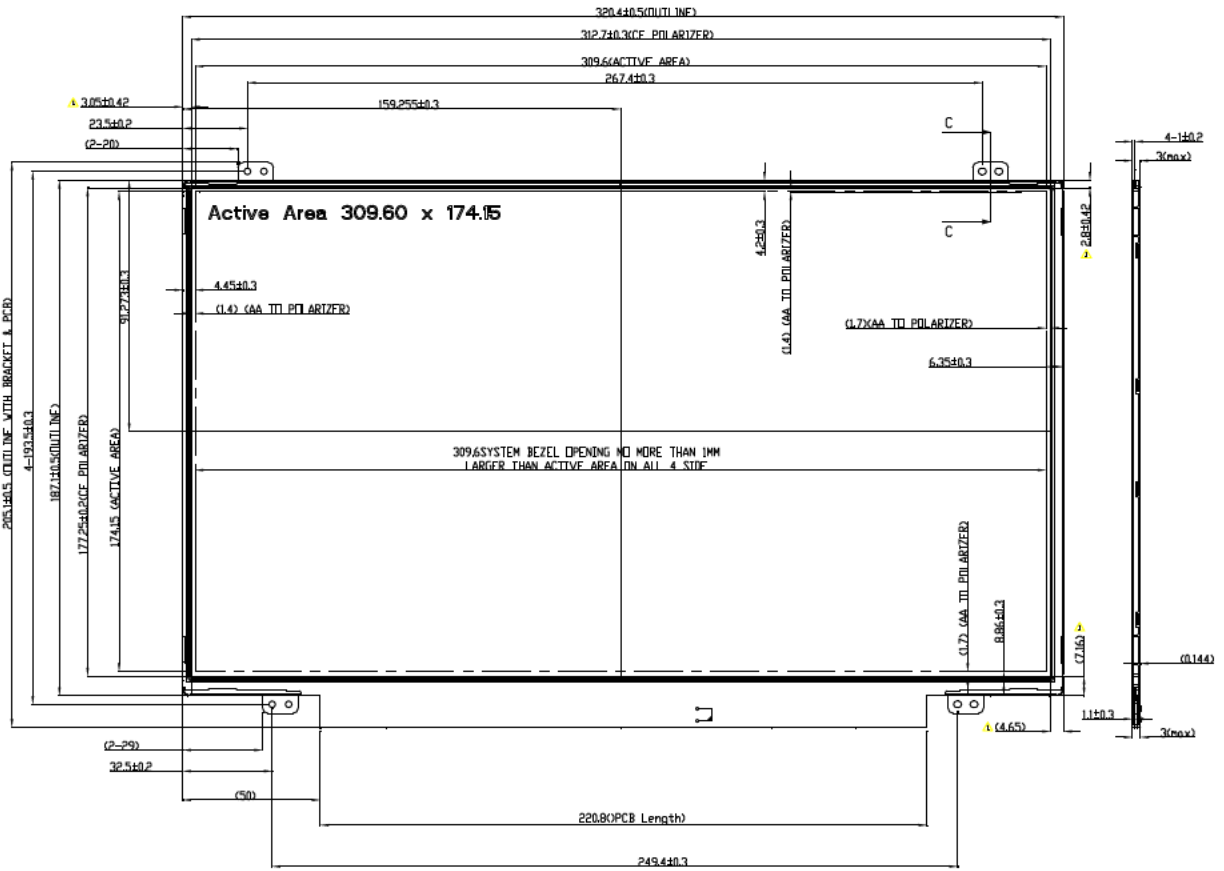 320.4±0.5(OUTLINE)
312.7±0.3(CF POLARIZER)
309.6(ACTIVE AREA)
267.4±0.3
3.05±0.42
159.255±0.3
23.5±0.2
(2-20)
C
4-1±0.2
3(max)
Active Area 309.60 x 174.15
C
4.2±0.3
(1.4) (AA TO POLARIZER)
2.8±0.42
4.45±0.3
(1.4) (AA TO POLARIZER)
91.273±0.3
(1.7)(AA TO POLARIZER)
6.35±0.3
205.1±0.5 (OUTLINE WITH BRACKET & PCB)
4-193.5±0.3
187.1±0.5(OUTLINE)
177.25±0.2(CF POLARIZER)
174.15 (ACTIVE AREA)
309.6SYSTEM BEZEL OPENING NO MORE THAN 1MM
LARGER THAN ACTIVE AREA ON ALL 4 SIDE
(1.7) (AA TO POLARIZER)
8.86±0.3
(7.16)
(0.144)
1.1±0.3
3(max)
(4.65)
(2-29)
32.5±0.2
(50)
220.8(PCB Length)
249.4±0.3